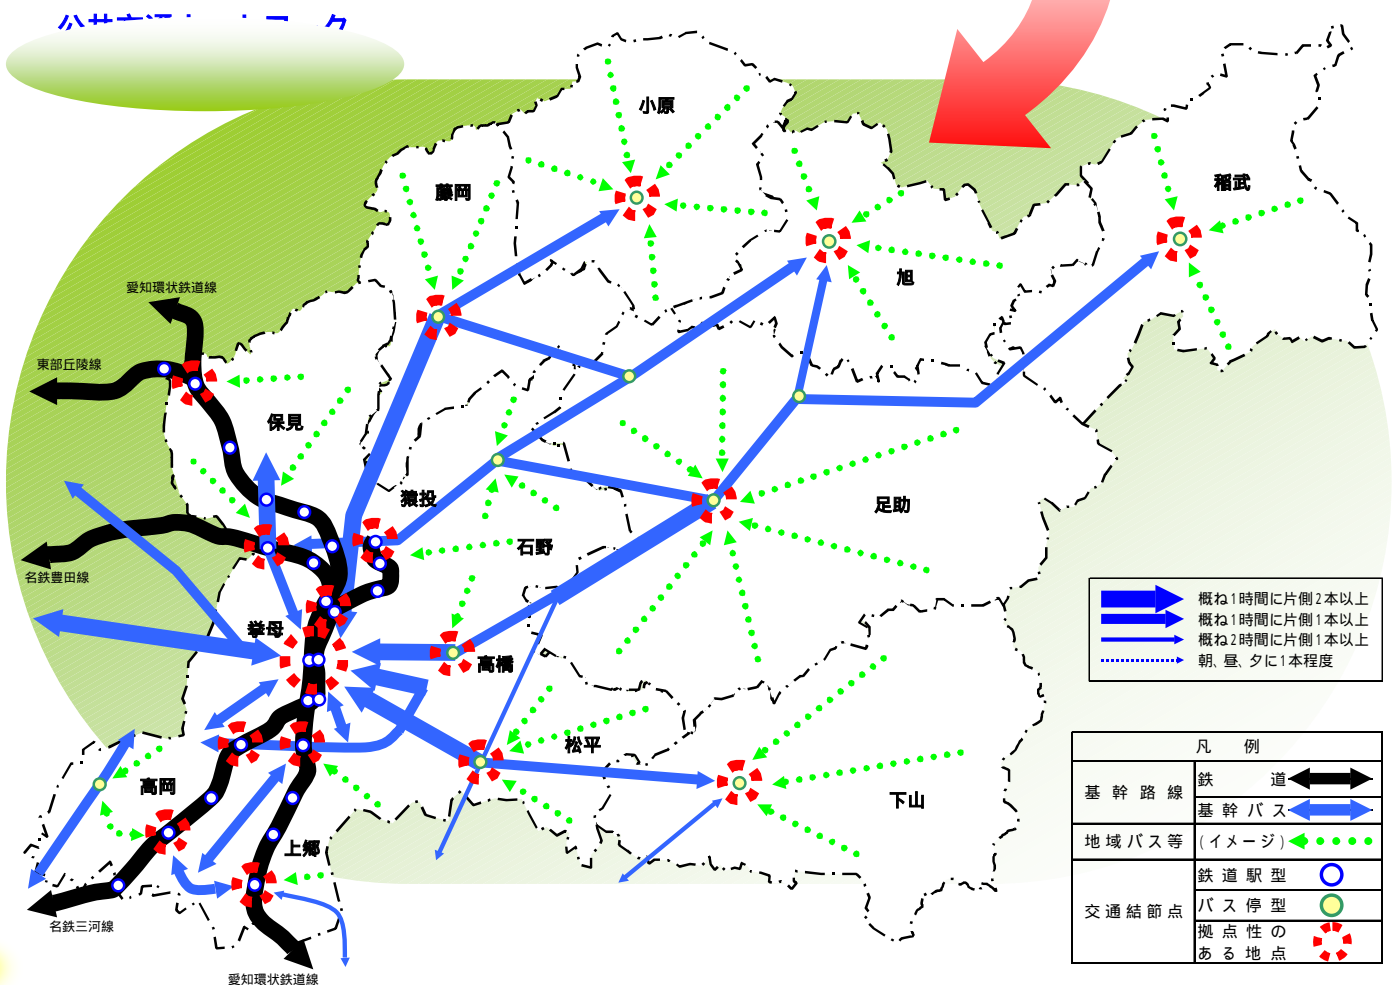 小原
藤岡
稲武
旭
愛知環状鉄道線
東部丘陵線
保見
猿投
足助
石野
名鉄豊田線
挙母
高橋
松平
高岡
下山
上郷
名鉄三河線
愛知環状鉄道線
概ね1時間に片側2本以上
概ね1時間に片側1本以上
概ね2時間に片側1本以上
朝、昼、夕に1本程度
凡 例
基幹路線
鉄 道
基幹バス
地域バス等
(イメージ)
交通結節点
鉄道駅型
バス停型
拠点性の
ある地点